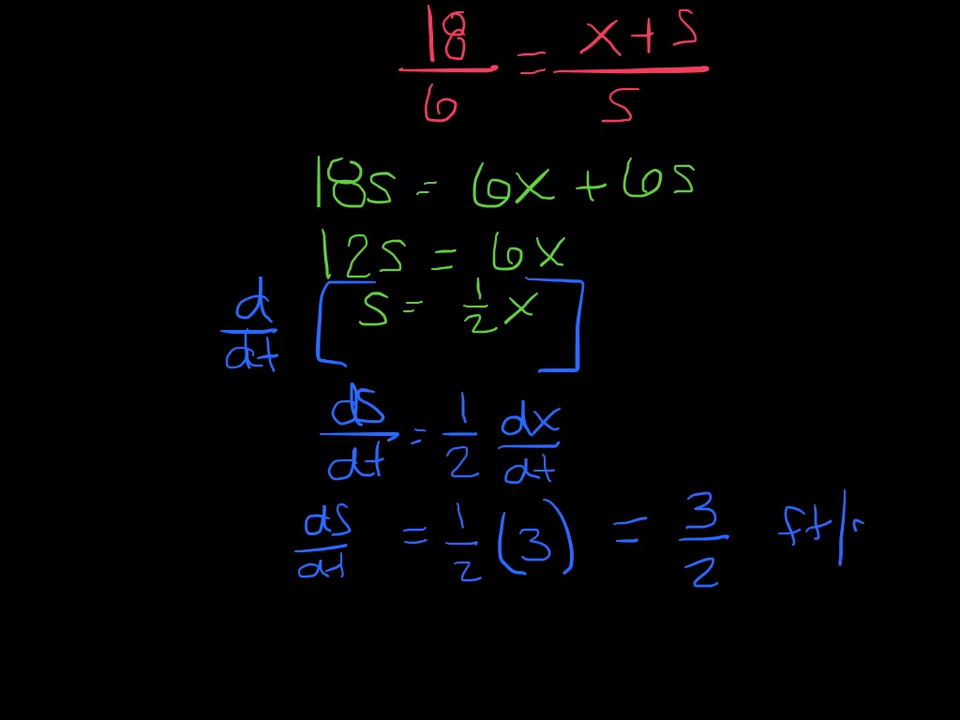 18/6 = x+s/s
18s = 6x + 6s
12s = 6x
d/dt [s = 1/2 x]
ds/dt = 1/2 dx/dt
ds/dt = 1/2 (3) = 3/2 ft/